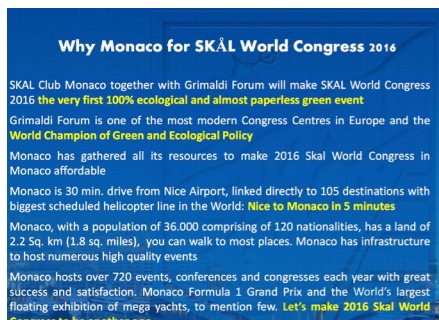 Why Monaco for SKÅL World Congress 2016
SKAL Club Monaco together with Grimaldi Forum will make SKAL World Congress
2016 the very first 100% ecological and almost paperless green event
Grimaldi Forum is one of the most modern Congress Centres in Europe and the
World Champion of Green and Ecological Policy
Monaco has gathered all its resources to make 2016 Skal World Congress in
Monaco affordable
Monaco is 30 min. drive from Nice Airport, linked directly to 105 destinations with
biggest scheduled helicopter line in the World: Nice to Monaco in 5 minutes
Monaco, with a population of 36.000 comprising of 120 nationalities, has a land of
2.2 Sq. km (1.8 sq. miles), you can walk to most places. Monaco has infrastructure
to host numerous high quality events
Monaco hosts over 720 events, conferences and congresses each year with great
success and satisfaction. Monaco Formula 1 Grand Prix and the World's largest
floating exhibition of mega yachts, to mention few. Let's make 2016 Skal World
Congress to be another one